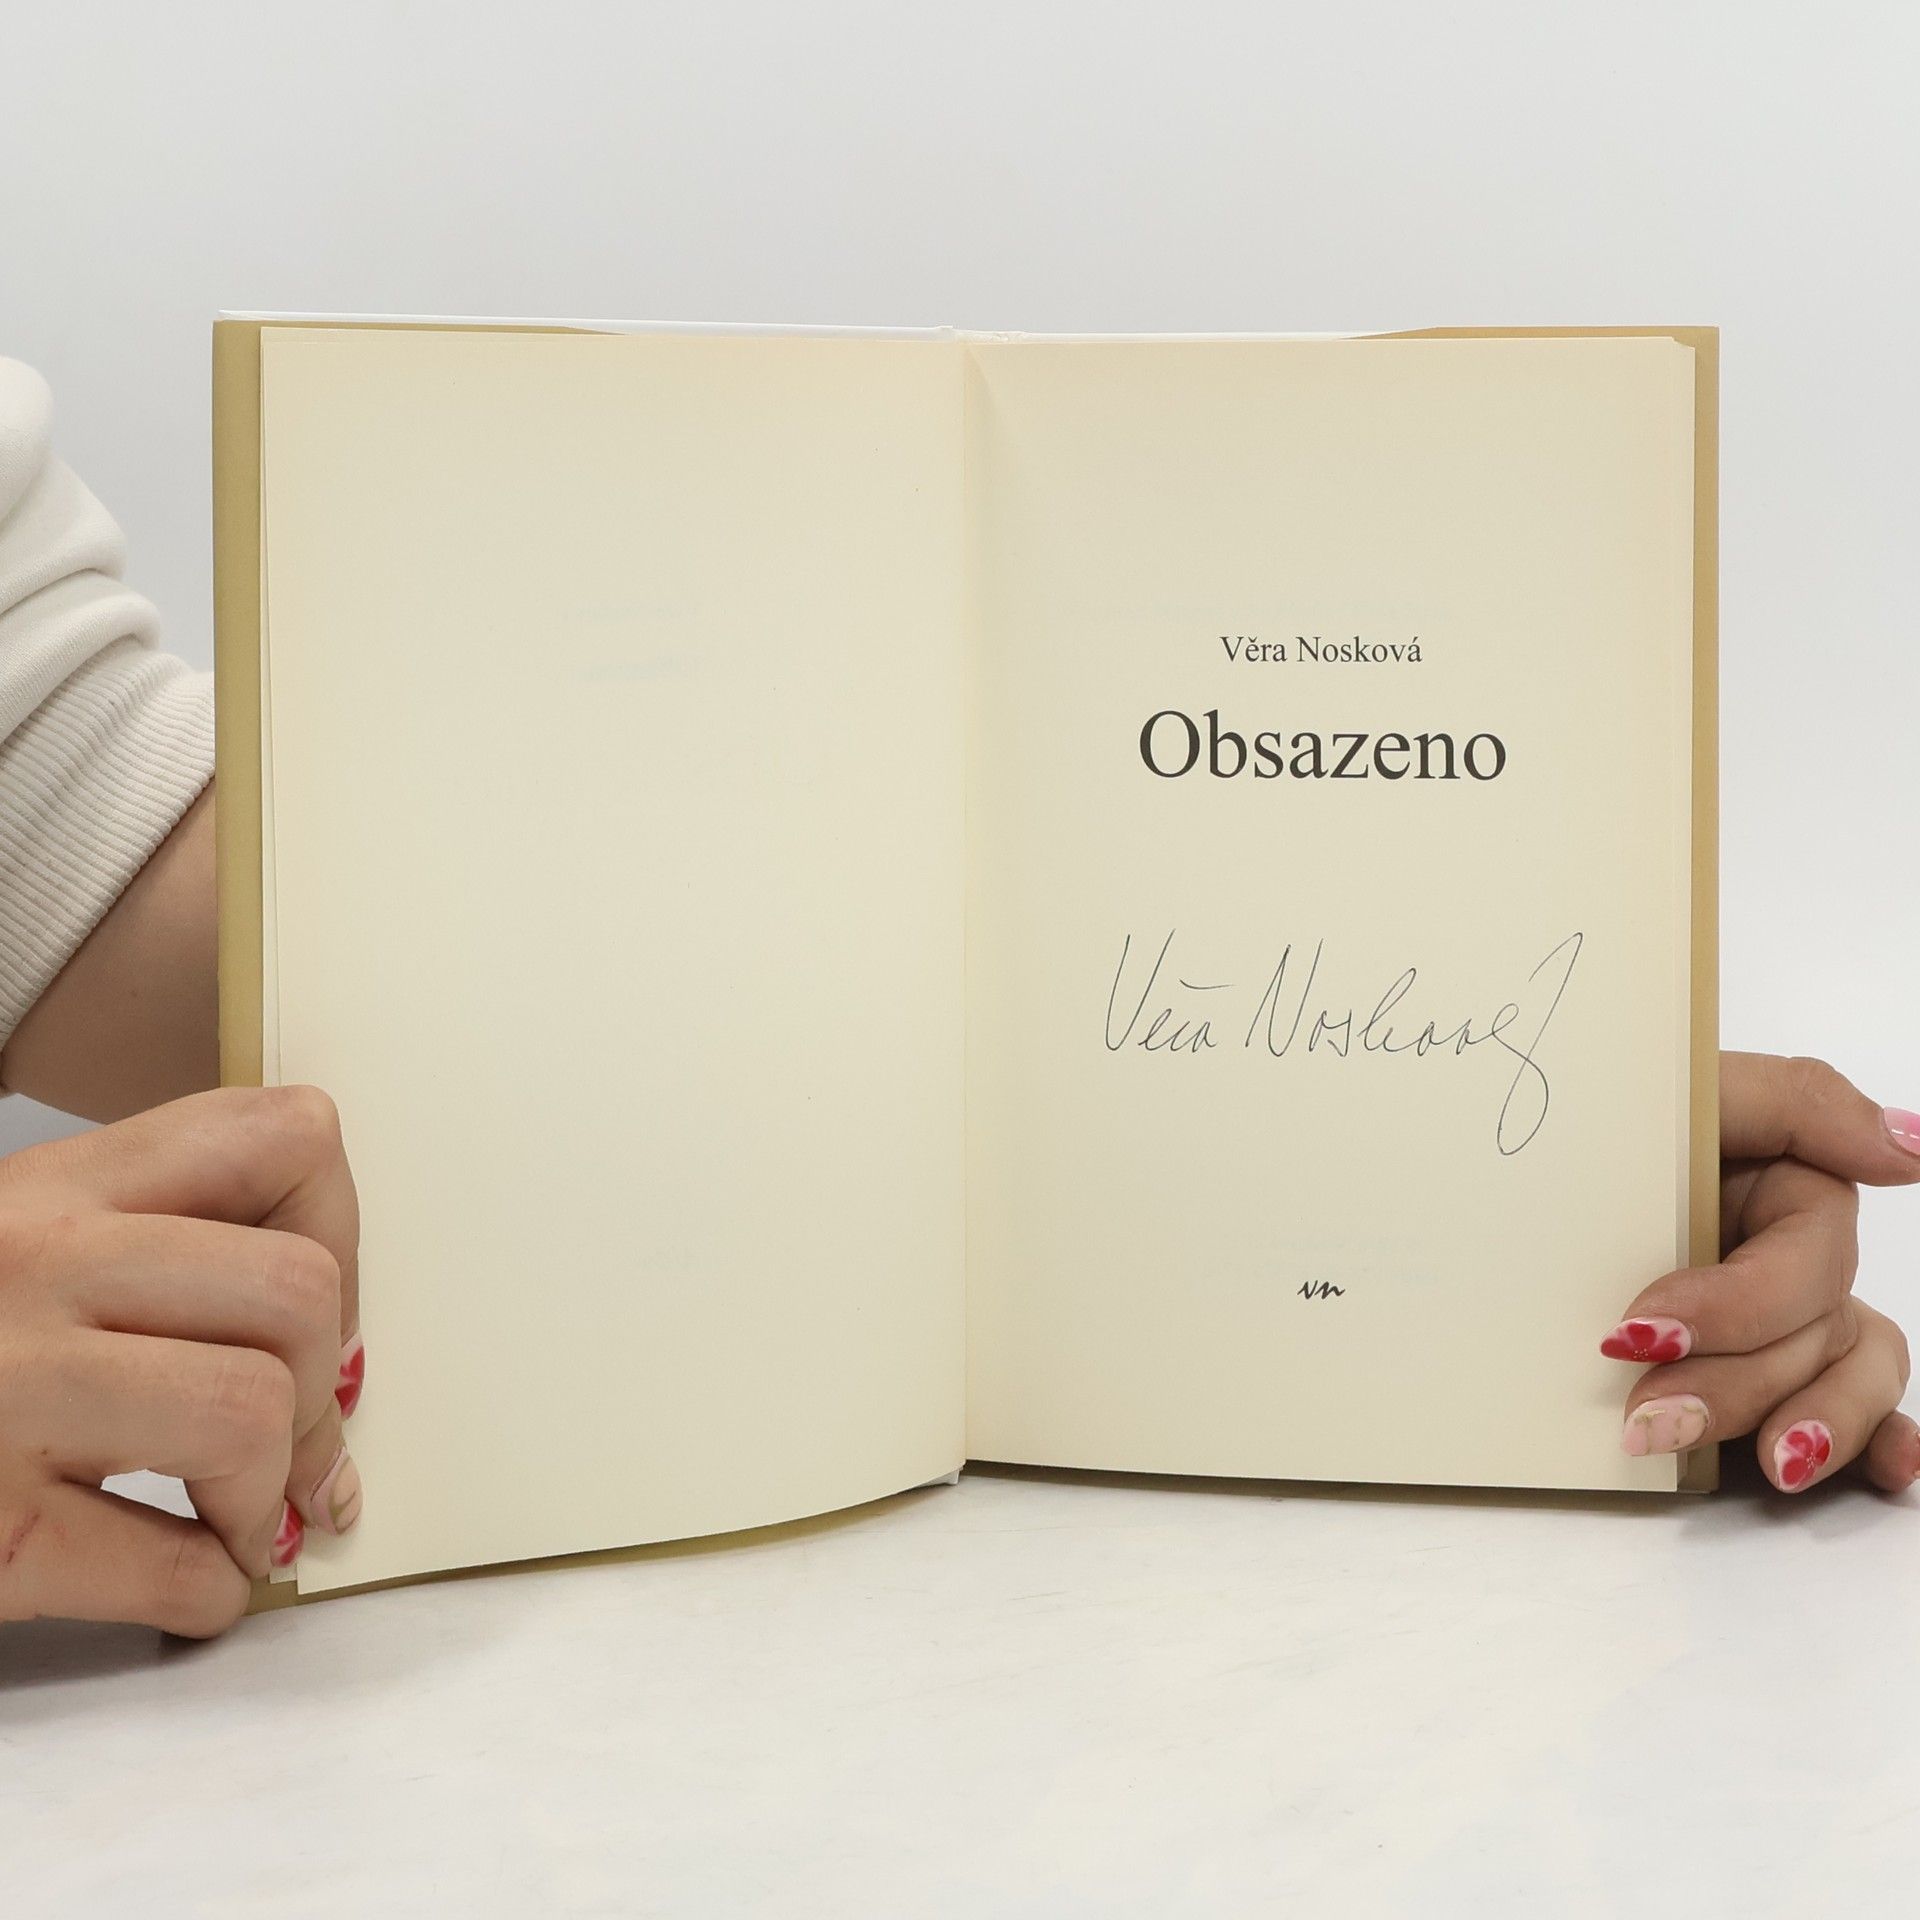 Věra Nosková
Obsazeno
Věra Nosková
vn